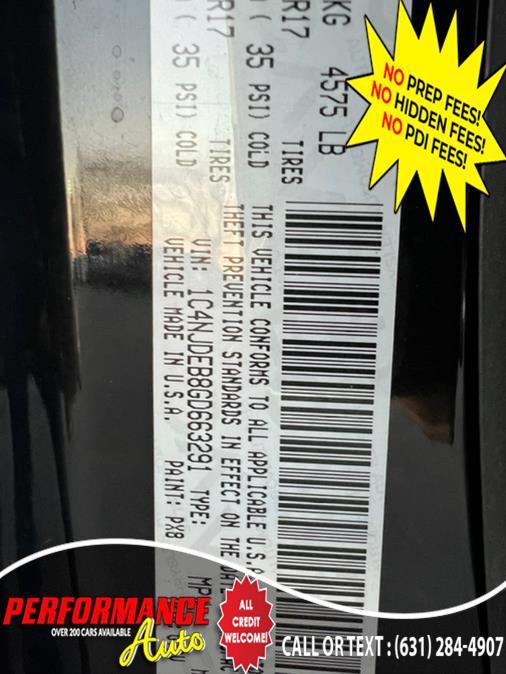 KG 4575 LB
R17 TIRES
( 35 PSI) COLD
R17 TIRES
( 35 PSI) COLD
THIS VEHICLE CONFORMS TO ALL APPLICABLE U.S.A.
THEFT PREVENTION STANDARDS IN EFFECT ON THE
VIN: 1C4NJDEB8GD663291 TYPE:
VEHICLE MADE IN U.S.A. PAINT: PX8
NO PREP FEES!
NO HIDDEN FEES!
NO PDI FEES!
PERFORMANCE
OVER 200 CARS AVAILABLE
Auto
ALL
CREDIT
WELCOME!
CALL OR TEXT : (631) 284-4907